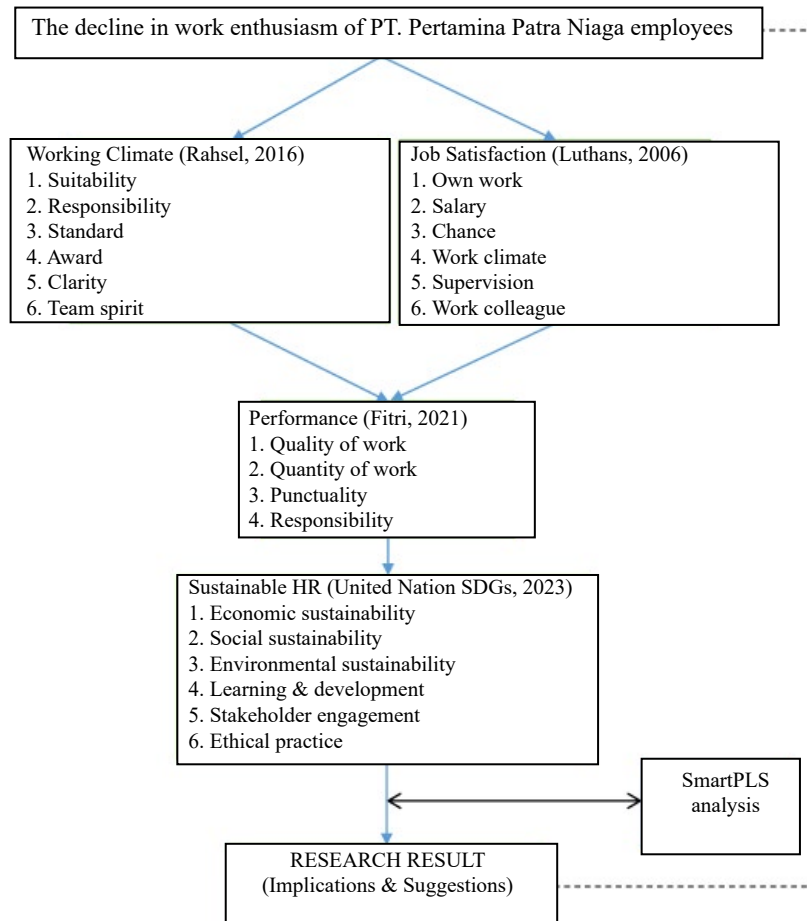 The decline in work enthusiasm of PT. Pertamina Patra Niaga employees
Working Climate (Rahsel, 2016)
1. Suitability
2. Responsibility
3. Standard
4. Award
5. Clarity
6. Team spirit
Job Satisfaction (Luthans, 2006)
1. Own work
2. Salary
3. Chance
4. Work climate
5. Supervision
6. Work colleague
Performance (Fitri, 2021)
1. Quality of work
2. Quantity of work
3. Punctuality
4. Responsibility
Sustainable HR (United Nation SDGs, 2023)
1. Economic sustainability
2. Social sustainability
3. Environmental sustainability
4. Learning & development
5. Stakeholder engagement
6. Ethical practice
SmartPLS
analysis
RESEARCH RESULT
(Implications & Suggestions)